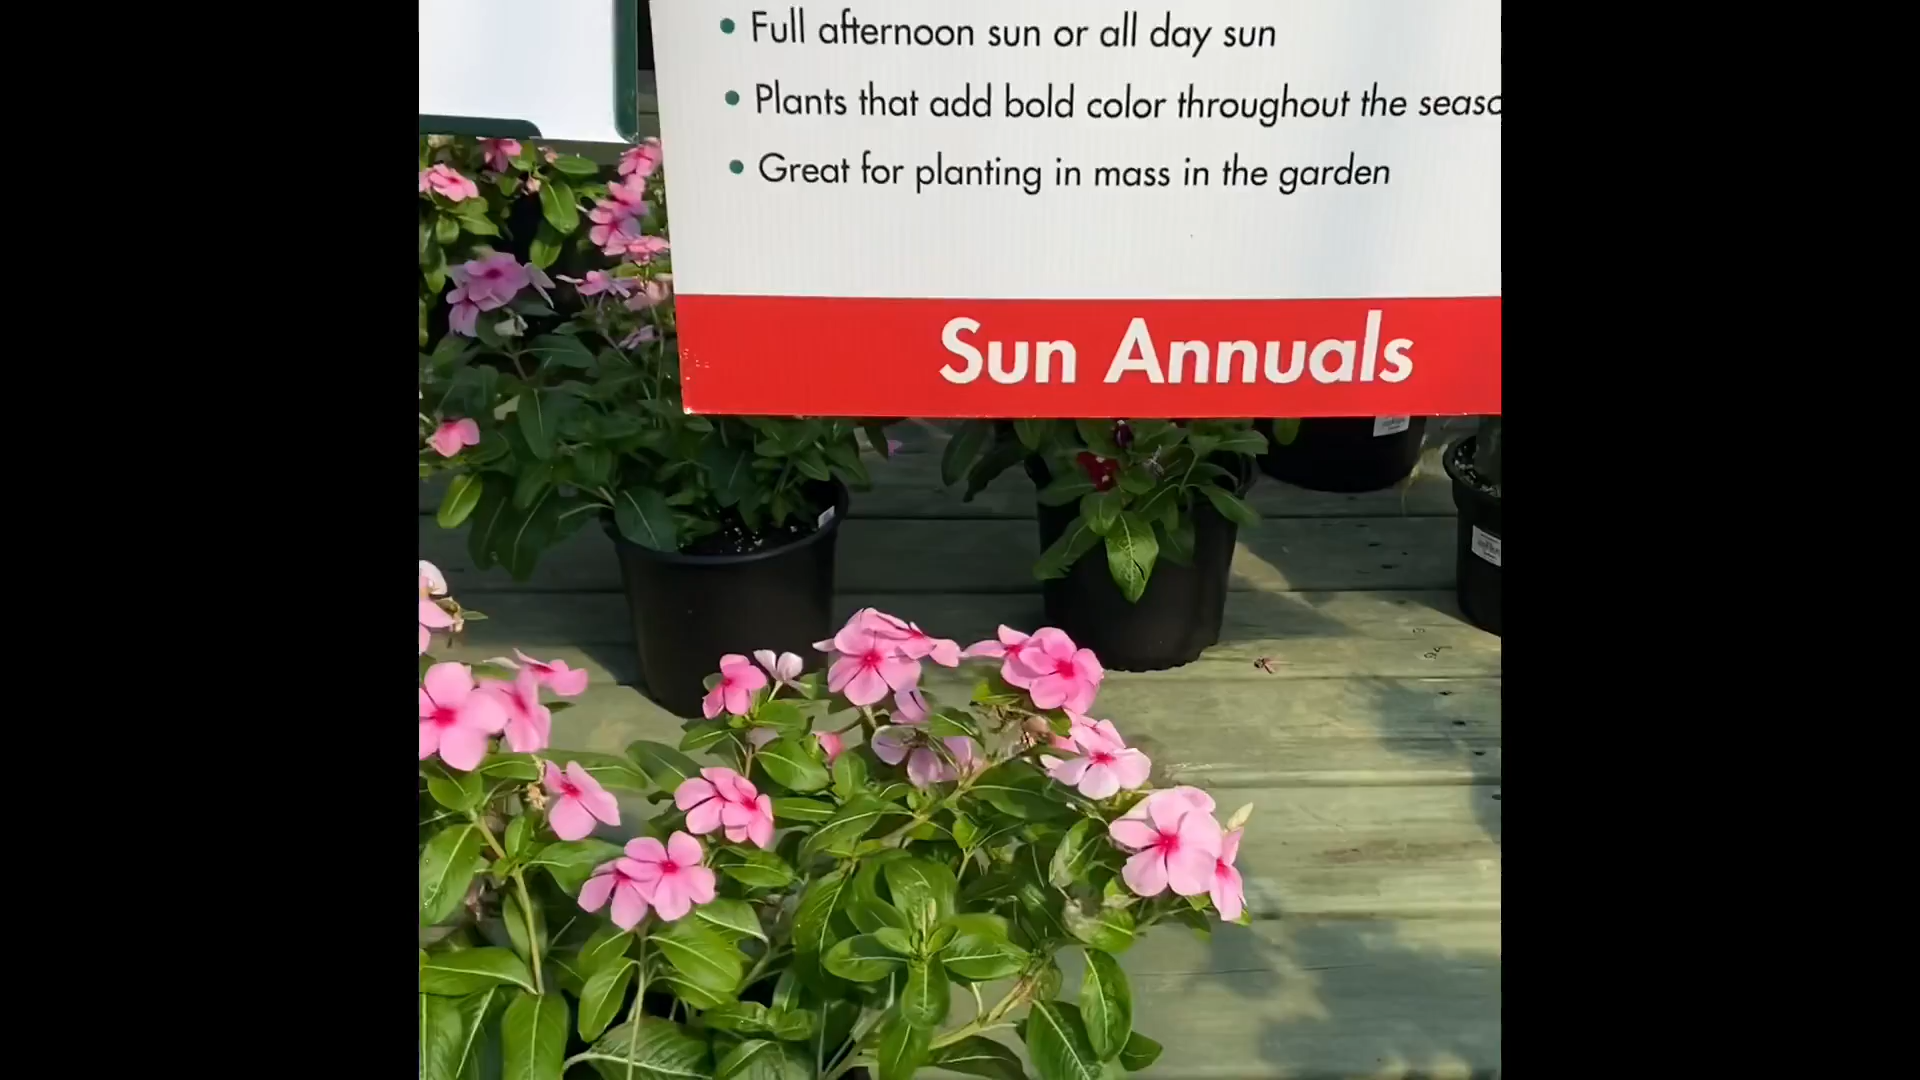 • Full afternoon sun or all day sun
• Plants that add bold color throughout the seaso
• Great for planting in mass in the garden
Sun Annuals